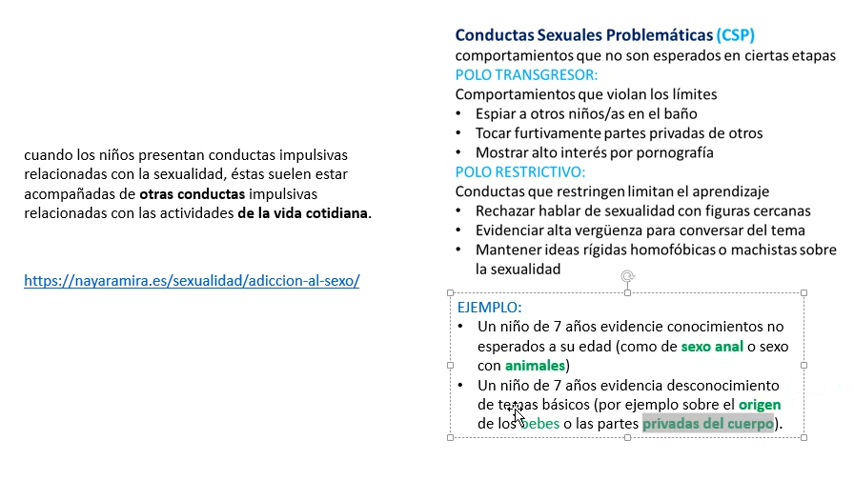 cuando los niños presentan conductas impulsivas
relacionadas con la sexualidad, éstas suelen estar
acompañadas de otras conductas impulsivas
relacionadas con las actividades de la vida cotidiana.
https://nayaramira.es/sexualidad/adiccion-al-sexo/
Conductas Sexuales Problemáticas (CSP)
comportamientos que no son esperados en ciertas etapas
POLO TRANSGRESOR:
Comportamientos que violan los límites
• Espiar a otros niños/as en el baño
• Tocar furtivamente partes privadas de otros
• Mostrar alto interés por pornografía
POLO RESTRICTIVO:
Conductas que restringen limitan el aprendizaje
• Rechazar hablar de sexualidad con figuras cercanas
• Evidenciar alta vergüenza para conversar del tema
• Mantener ideas rígidas homofóbicas o machistas sobre
la sexualidad
EJEMPLO:
• Un niño de 7 años evidencie conocimientos no
esperados a su edad (como de sexo anal o sexo
con animales)
• Un niño de 7 años evidencia desconocimiento
de temas básicos (por ejemplo sobre el origen
de los bebes o las partes privadas del cuerpo).